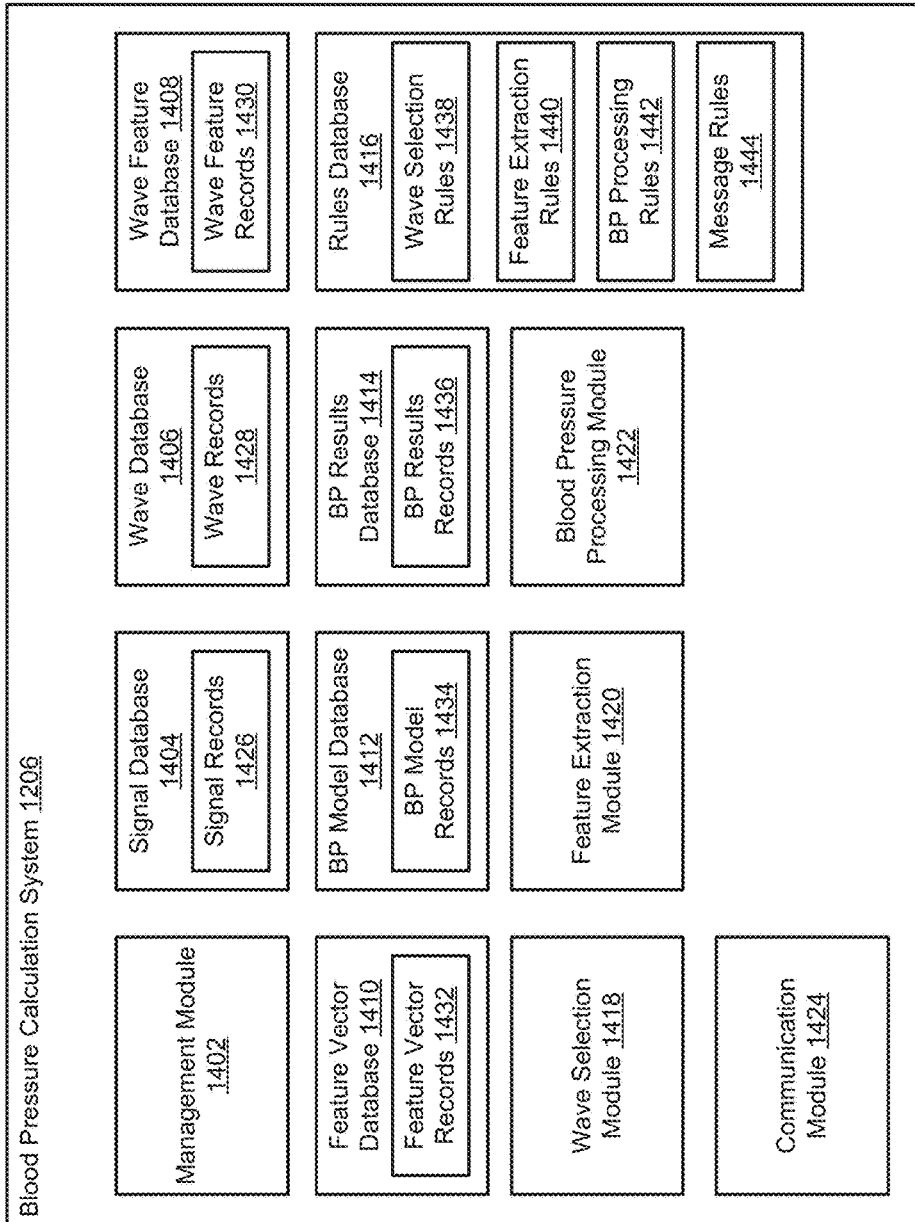 Blood Pressure Calculation System 1206
Management Module
1402
Signal Database
1404
Signal Records
1426
Wave Database
1406
Wave Records
1428
Wave Feature
Database 1408
Wave Feature
Records 1430
Feature Vector
Database 1410
Feature Vector
Records 1432
BP Model Database
1412
BP Model
Records 1434
BP Results
Database 1414
BP Results
Records 1436
Rules Database
1416
Wave Selection
Rules 1438
Feature Extraction
Rules 1440
BP Processing
Rules 1442
Message Rules
1444
Wave Selection
Module 1418
Feature Extraction
Module 1420
Blood Pressure
Processing Module
1422
Communication
Module 1424